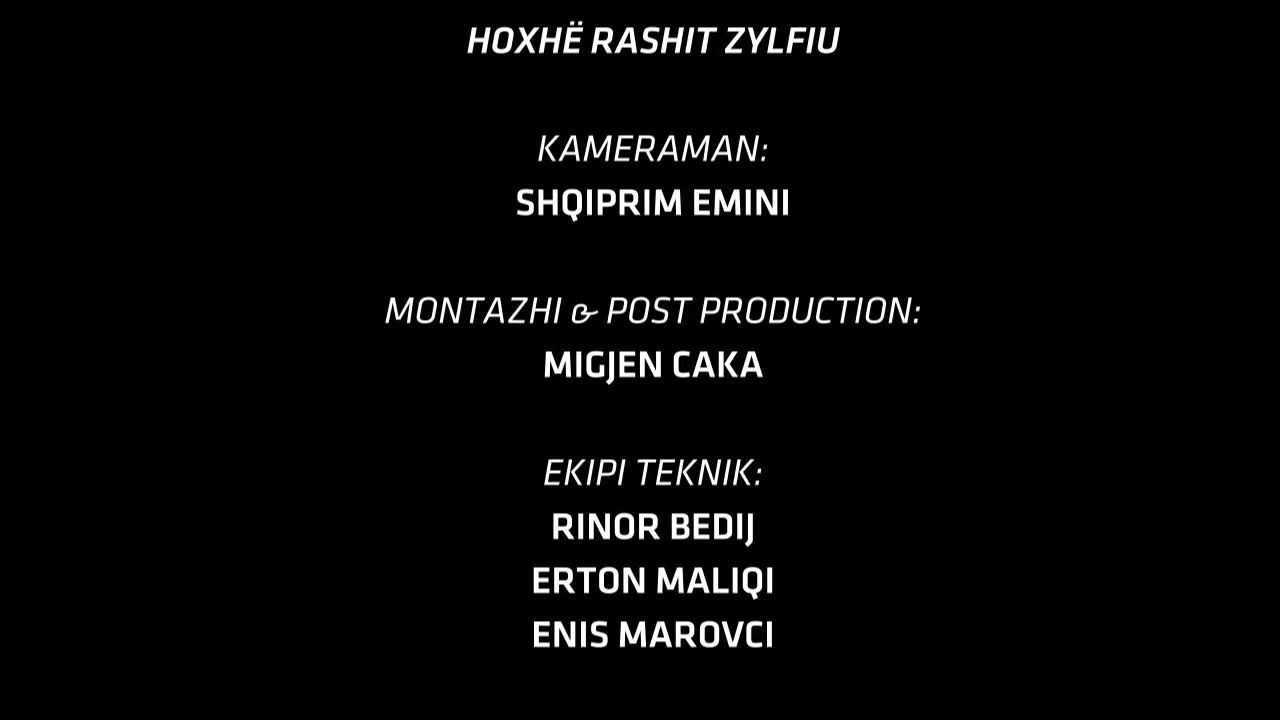 HOXHË RASHIT ZYLFIU
KAMERAMAN:
SHQIPRIM EMINI
MONTAZHI & POST PRODUCTION:
MIGJEN CAKA
EKIPI TEKNIK:
RINOR BEDIJ
ERTON MALIQI
ENIS MAROVCI